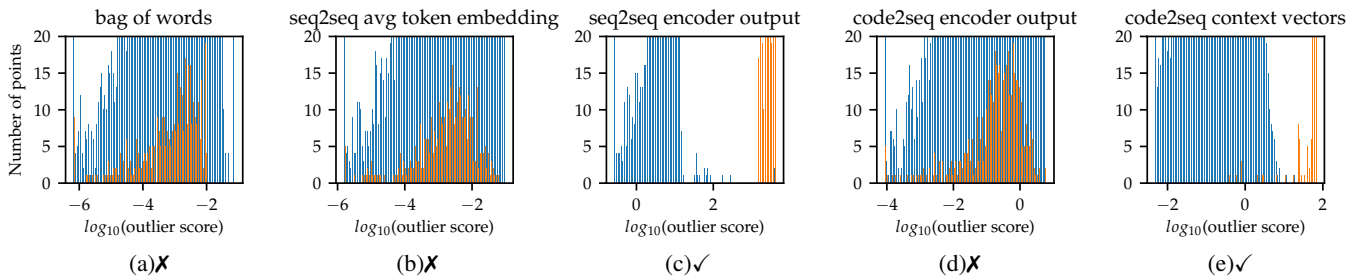 bag of words
seq2seq avg token embedding
seq2seq encoder output
code2seq encoder output
code2seq context vectors
Number of points
20
15
10
5
0
−6 −4 −2
log10(outlier score)
(a)✗
20
15
10
5
0
−6 −4 −2
log10(outlier score)
(b)✗
20
15
10
5
0
0 2
log10(outlier score)
(c)✓
20
15
10
5
0
−4 −2 0
log10(outlier score)
(d)✗
20
15
10
5
0
−2 0 2
log10(outlier score)
(e)✓